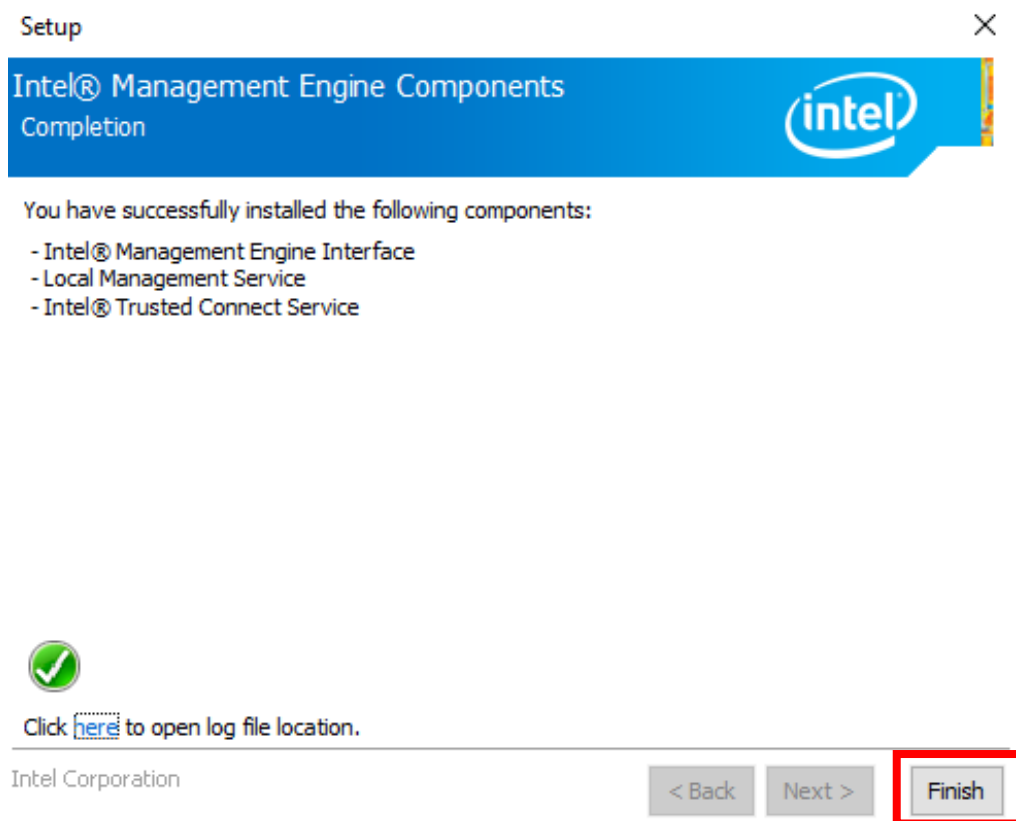 Setup
Intel® Management Engine Components
Completion
intel
You have successfully installed the following components:
- Intel® Management Engine Interface
- Local Management Service
- Intel® Trusted Connect Service
Click here to open log file location.
Intel Corporation
< Back Next > Finish